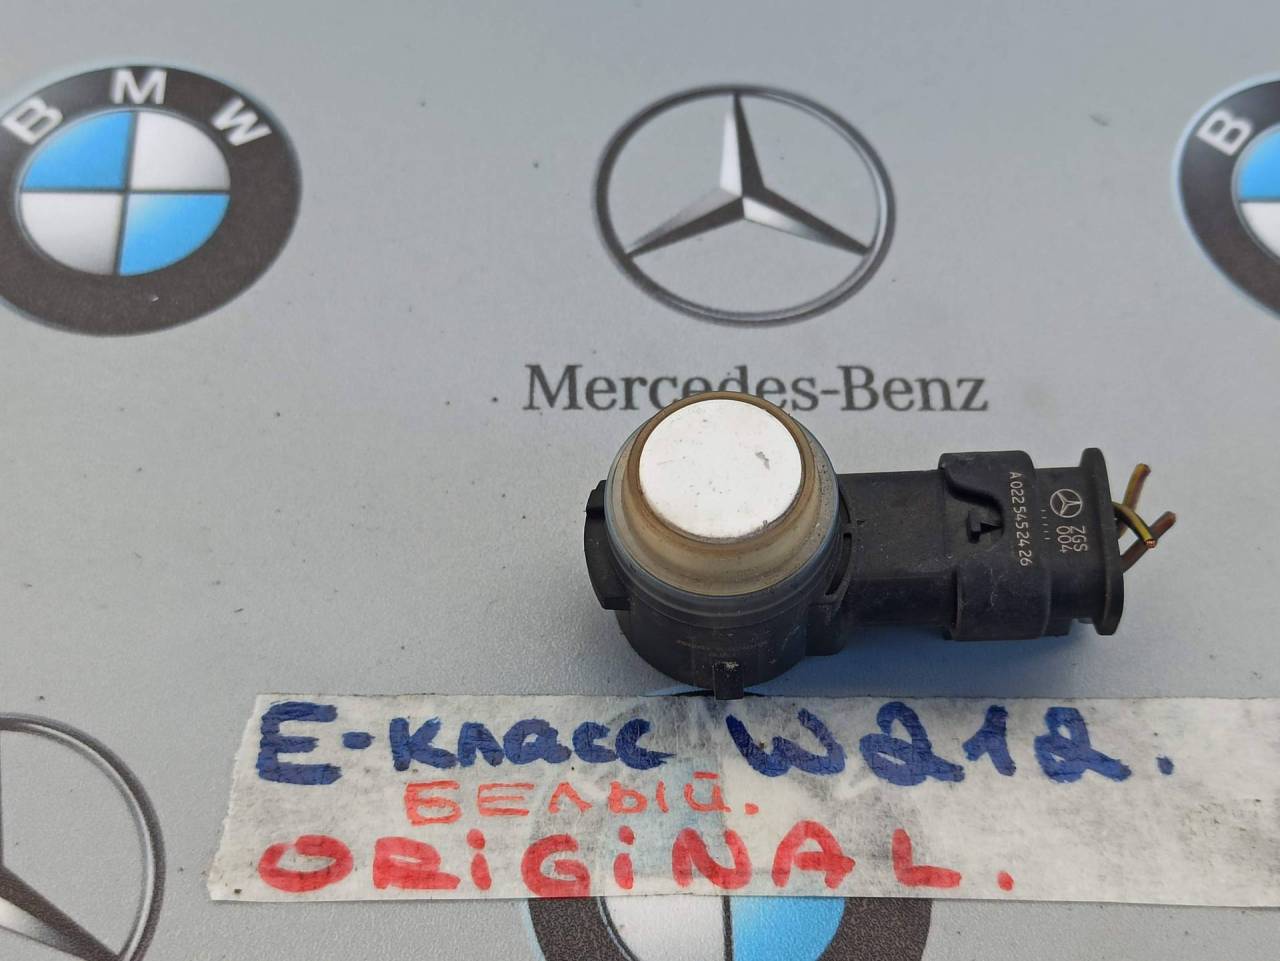 BMW
B
Mercedes-Benz
A0225452426
ZGS
004
Е-класс W212.
БЕЛЫЙ.
ORiGiNAL.